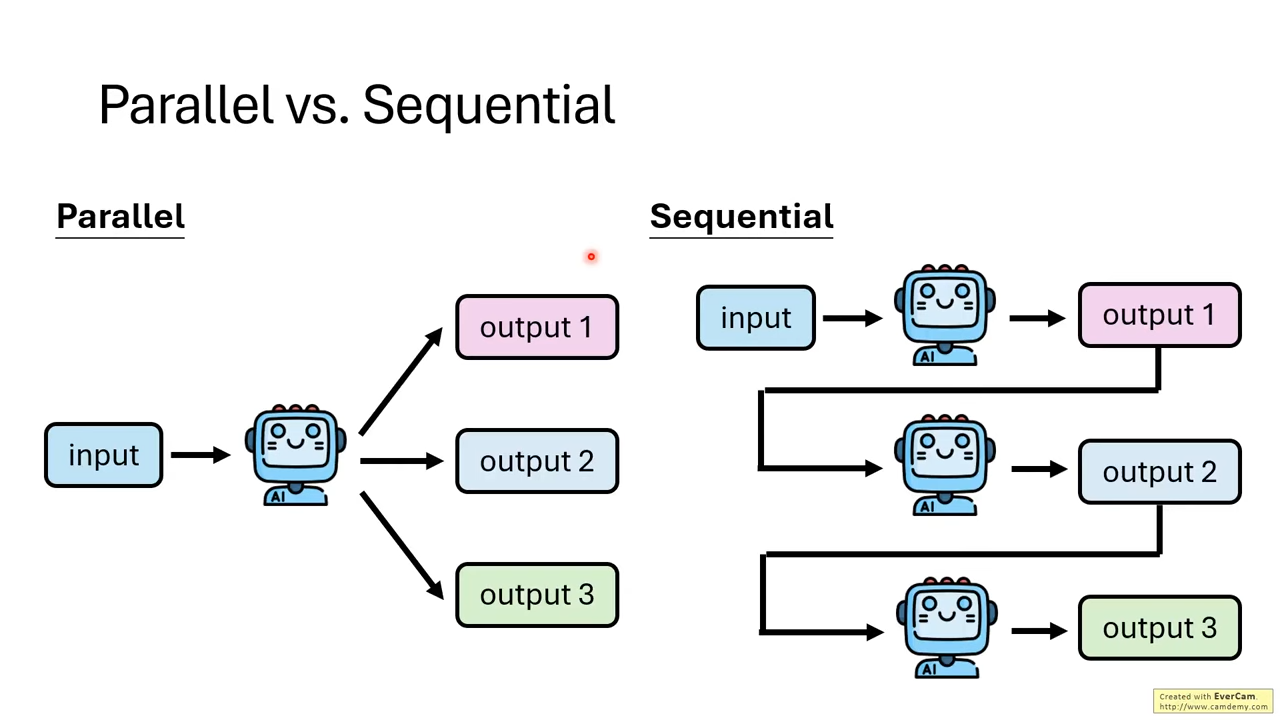 Parallel vs. Sequential
Parallel
input
AI
output 1
output 2
output 3
Sequential
input
AI
output 1
AI
output 2
AI
output 3
Created with EverCam.
http://www.camdemy.com